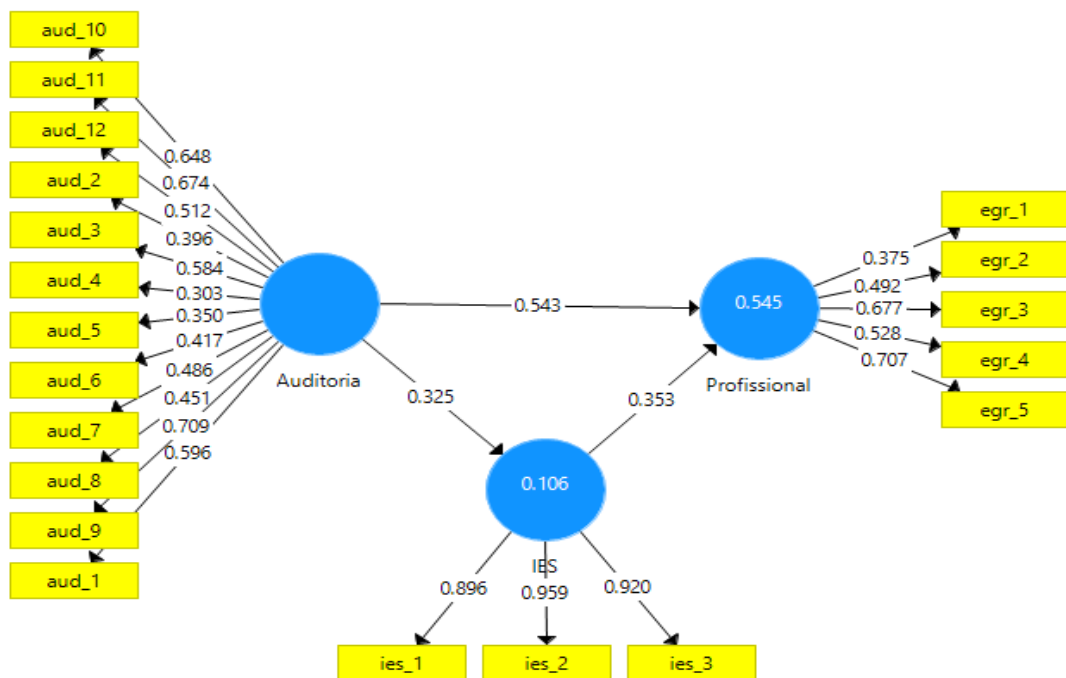 aud_10
aud_11
aud_12
aud_2
aud_3
aud_4
aud_5
aud_6
aud_7
aud_8
aud_9
aud_1
0.648
0.674
0.512
0.396
0.584
0.303
0.350
0.417
0.486
0.451
0.709
0.596
Auditoria
0.543
0.325
0.353
0.545
Profissional
0.375
0.492
0.677
0.528
0.707
egr_1
egr_2
egr_3
egr_4
egr_5
0.106
IES
0.896
0.959
0.920
ies_1
ies_2
ies_3